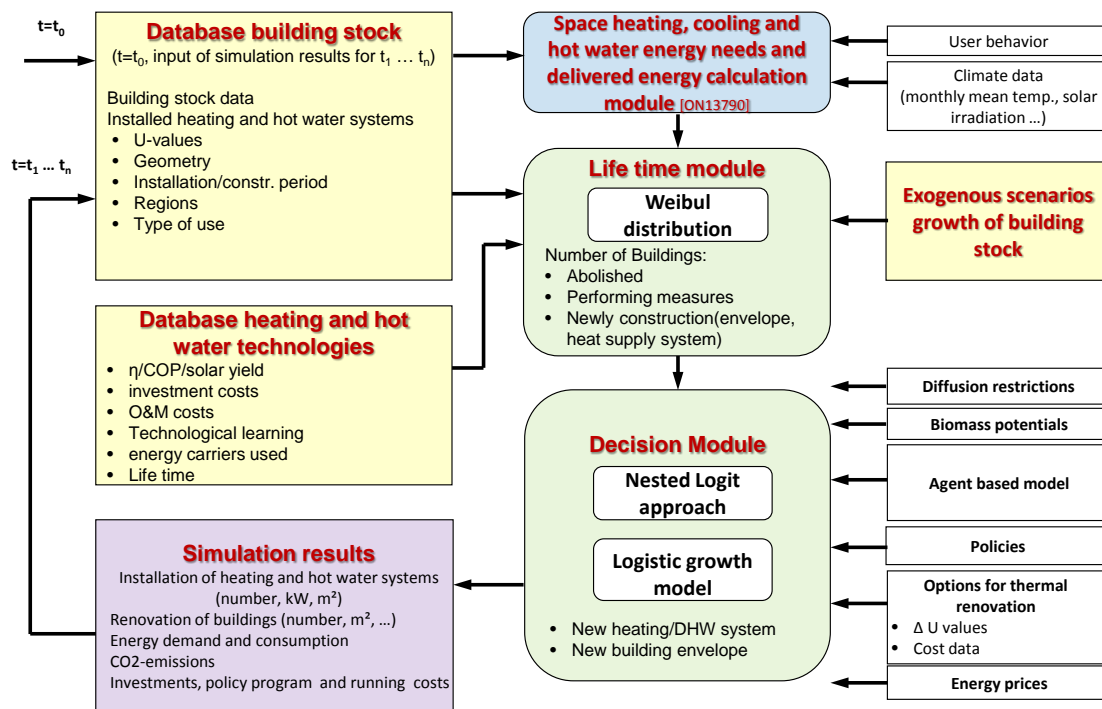 t=t0
Database building stock
(t=t0, input of simulation results for t1 … tn)
Building stock data
Installed heating and hot water systems
• U-values
• Geometry
• Installation/constr. period
• Regions
• Type of use
t=t1 ... tn
Space heating, cooling and
hot water energy needs and
delivered energy calculation
module [ON13790]
User behavior
Climate data
(monthly mean temp., solar
irradiation …)
Life time module
Weibul
distribution
Number of Buildings:
• Abolished
• Performing measures
• Newly construction(envelope,
heat supply system)
Exogenous scenarios
growth of building
stock
Database heating and hot
water technologies
• η/COP/solar yield
• investment costs
• O&M costs
• Technological learning
• energy carriers used
• Life time
Decision Module
Nested Logit
approach
Logistic growth
model
• New heating/DHW system
• New building envelope
Diffusion restrictions
Biomass potentials
Agent based model
Policies
Options for thermal
renovation
• Δ U values
• Cost data
Energy prices
Simulation results
Installation of heating and hot water systems
(number, kW, m²)
Renovation of buildings (number, m², …)
Energy demand and consumption
CO2-emissions
Investments, policy program and running costs